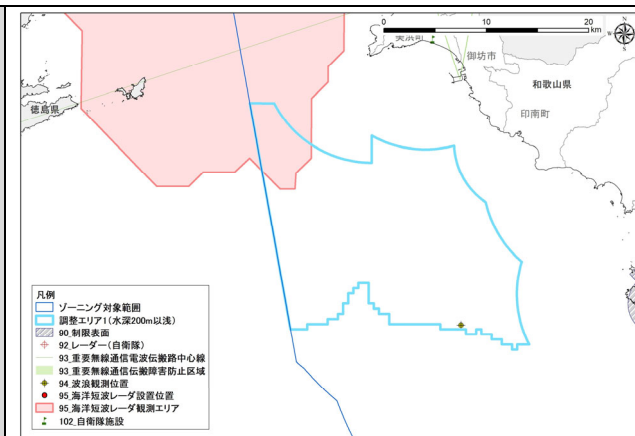 0 5 10 20
km
N
W E
S
美浜町
御坊市
和歌山県
印南町
徳島県
凡例
ゾーニング対象範囲
調整エリア1（水深200m以浅）
90_制限表面
92_レーダー（自衛隊）
93_重要無線通信電波伝搬路中心線
93_重要無線通信伝搬障害防止区域
94_波浪観測位置
95_海洋短波レーダ設置位置
95_海洋短波レーダ観測エリア
102_自衛隊施設